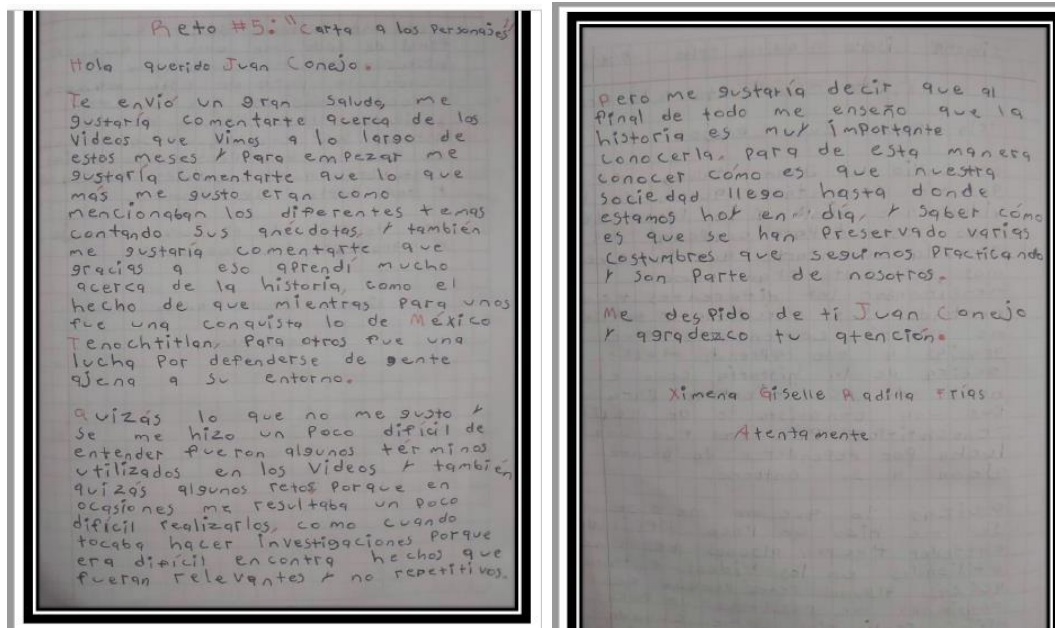 Reto #5: "Carta a los Personajes"
Hola querido Juan Conejo.
Te envió un gran saludo, me
gustaría comentarte acerca de los
Videos que vimos a lo largo de
estos meses y Para empezar me
gustaría comentarte que lo que
más me gusto eran como
mencionaban los diferentes temas
contando sus anécdotas, y también
me gustaría comentarte que
gracias a eso aprendí mucho
acerca de la historia, como el
hecho de que mientras Para unos
fue una conquista lo de México
Tenochtitlan, Para otros fue una
lucha Por defenderse de gente
ajena a su entorno.
Quizás lo que no me gusto y
se me hizo un Poco difícil de
entender fueron algunos términos
utilizados en los Videos y también
quizás algunos retos Porque en
ocasiones me resultaba un Poco
difícil realizarlos, como cuando
tocaba hacer investigaciones Porque
era difícil encontra hechos que
fueran relevantes y no repetitivos.
Pero me gustaría decir que al
final de todo me enseño que la
historia es muy importante
conocerla, Para de esta manera
conocer cómo es que nuestra
sociedad llego hasta donde
estamos hoy en día, y saber cómo
es que se han Preservado varias
costumbres que seguimos Practicando
y son Parte de nosotros.
Me despido de ti Juan Conejo
y agradezco tu atención.
Ximena Giselle Radilla Frías
Atentamente